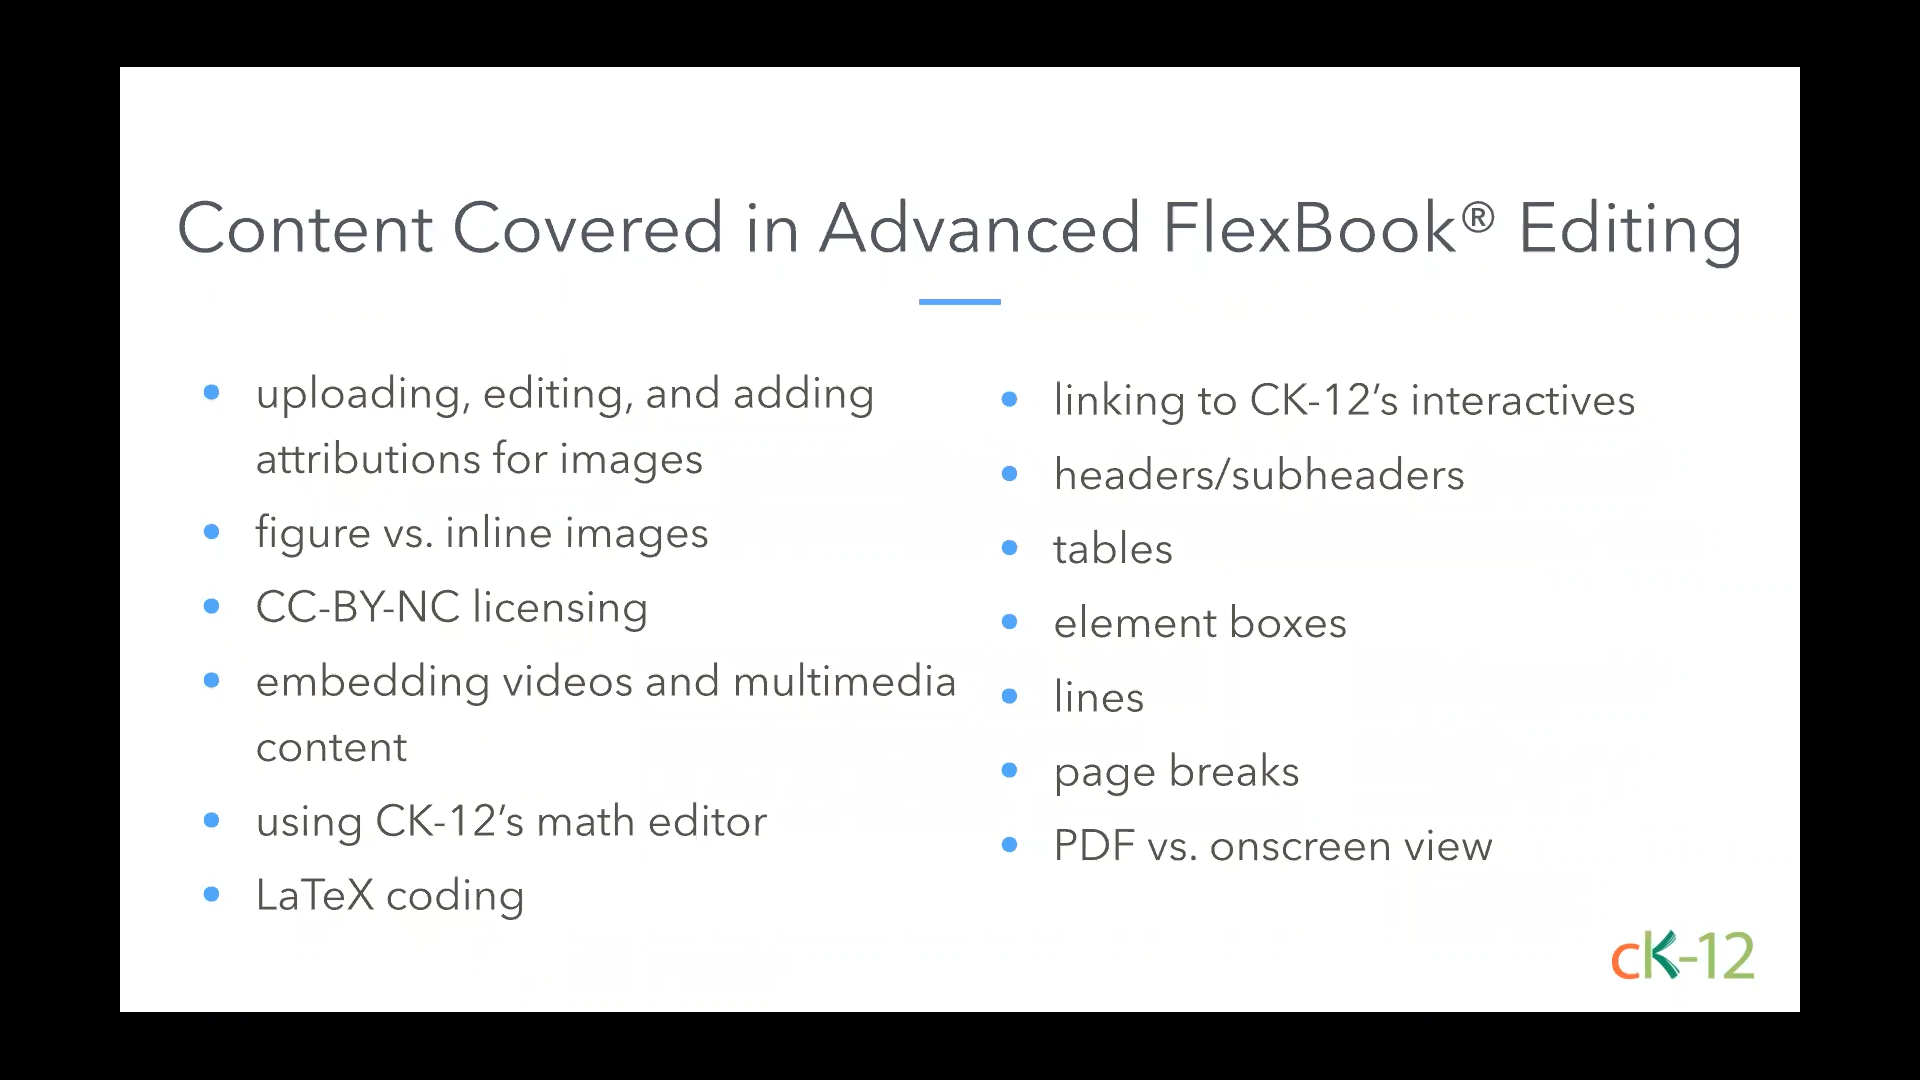 Content Covered in Advanced FlexBook® Editing
• uploading, editing, and adding
attributions for images
• figure vs. inline images
• CC-BY-NC licensing
• embedding videos and multimedia
content
• using CK-12’s math editor
• LaTeX coding
• linking to CK-12’s interactives
• headers/subheaders
• tables
• element boxes
• lines
• page breaks
• PDF vs. onscreen view
cK-12